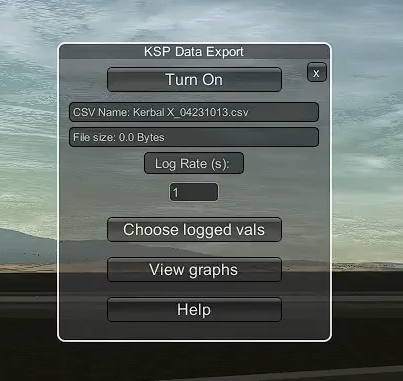 KSP Data Export
Turn On
x
CSV Name: Kerbal X_04231013.csv
File size: 0.0 Bytes
Log Rate (s):
1
Choose logged vals
View graphs
Help